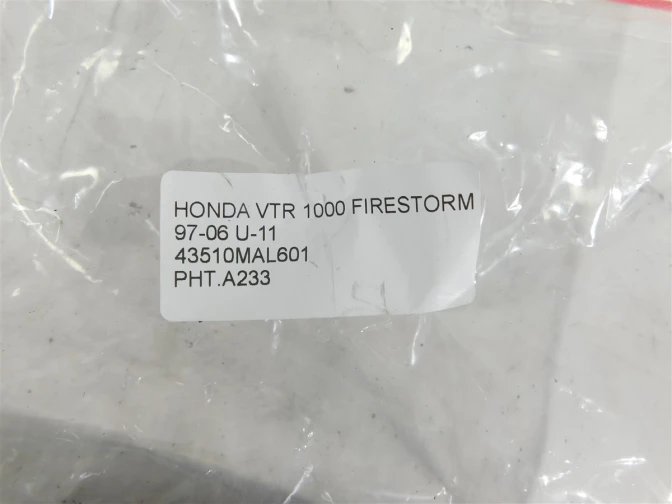 HONDA VTR 1000 FIRESTORM
97-06 U-11
43510MAL601
PHT.A233